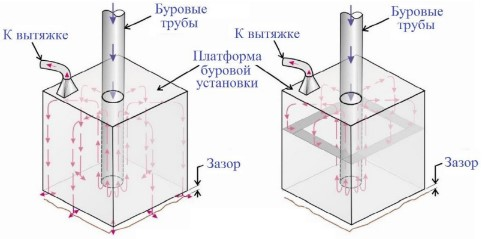 Буровые
трубы
К вытяжке
Платформа
буровой
установки
Зазор
Буровые
трубы
К вытяжке
Зазор